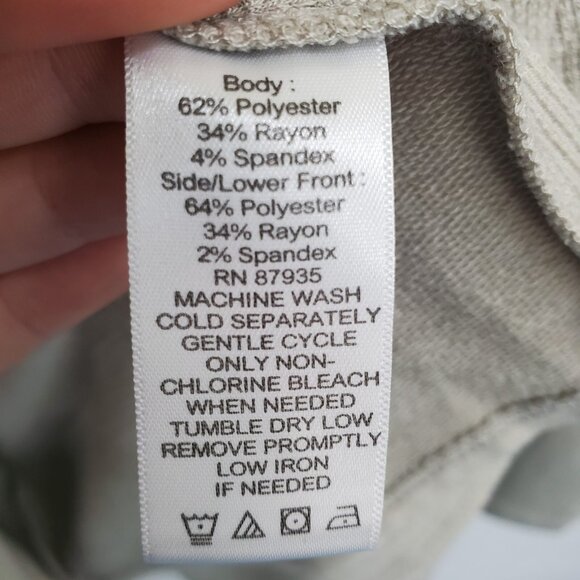 Body :
62% Polyester
34% Rayon
4% Spandex
Side/Lower Front :
64% Polyester
34% Rayon
2% Spandex
RN 87935
MACHINE WASH
COLD SEPARATELY
GENTLE CYCLE
ONLY NON-
CHLORINE BLEACH
WHEN NEEDED
TUMBLE DRY LOW
REMOVE PROMPTLY
LOW IRON
IF NEEDED